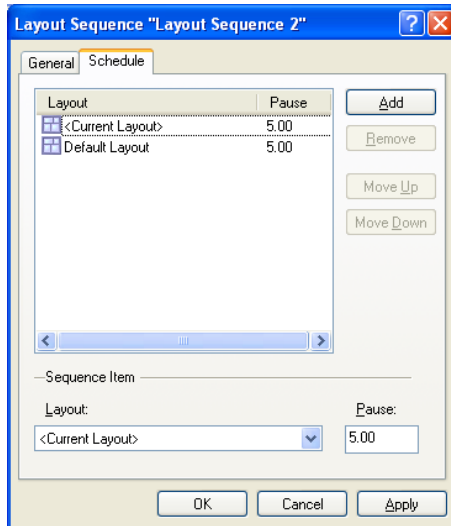 Layout Sequence "Layout Sequence 2"
General Schedule
Layout Pause
<Current Layout> 5.00
Default Layout 5.00
Add
Remove
Move Up
Move Down
Sequence Item
Layout: Pause:
<Current Layout> 5.00
OK Cancel Apply